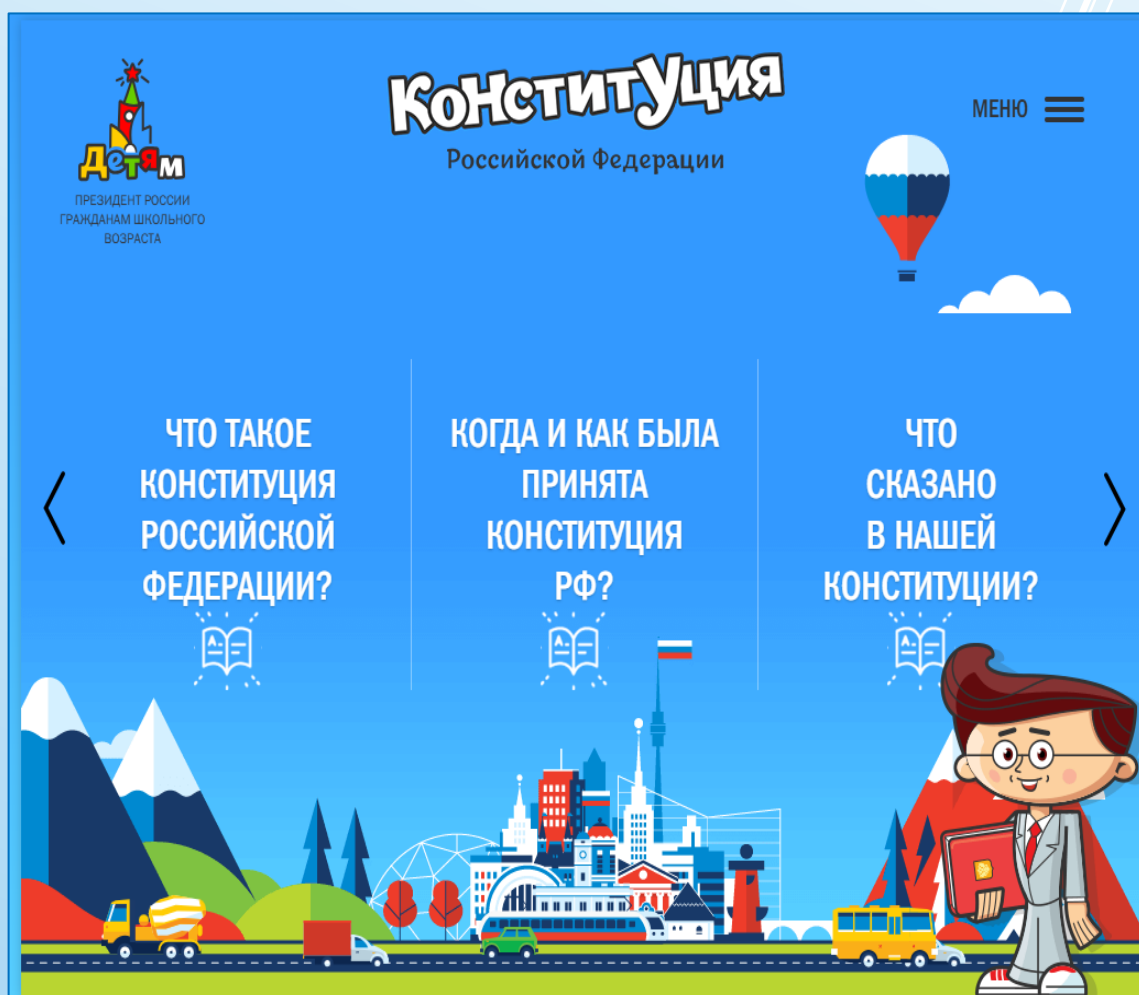 КОНСТИТУЦИЯ
Российской Федерации
МЕНЮ
ДетЯм
ПРЕЗИДЕНТ РОССИИ
ГРАЖДАНАМ ШКОЛЬНОГО
ВОЗРАСТА
ЧТО ТАКОЕ
КОНСТИТУЦИЯ
РОССИЙСКОЙ
ФЕДЕРАЦИИ?
КОГДА И КАК БЫЛА
ПРИНЯТА
КОНСТИТУЦИЯ
РФ?
ЧТО
СКАЗАНО
В НАШЕЙ
КОНСТИТУЦИИ?